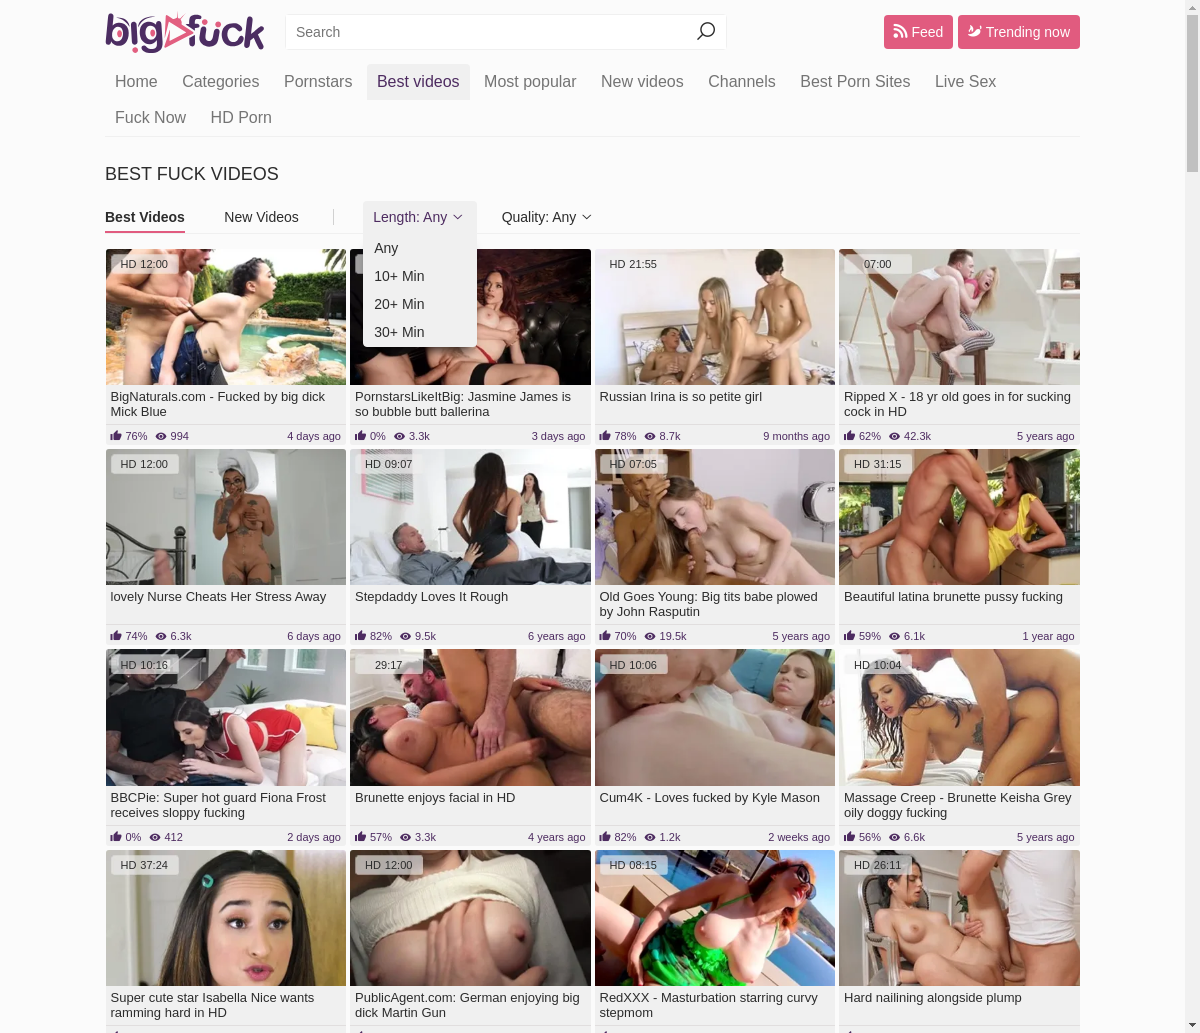 bigfuck
Search
Feed
Trending now
Home Categories Pornstars Best videos Most popular New videos Channels Best Porn Sites Live Sex
Fuck Now HD Porn
BEST FUCK VIDEOS
Best Videos New Videos Length: Any Quality: Any
Any
10+ Min
20+ Min
30+ Min
HD 12:00
HD 21:55
07:00
BigNaturals.com - Fucked by big dick
Mick Blue
76% 994 4 days ago
PornstarsLikeItBig: Jasmine James is
so bubble butt ballerina
0% 3.3k 3 days ago
Russian Irina is so petite girl
78% 8.7k 9 months ago
Ripped X - 18 yr old goes in for sucking
cock in HD
62% 42.3k 5 years ago
HD 12:00
HD 09:07
HD 07:05
HD 31:15
lovely Nurse Cheats Her Stress Away
74% 6.3k 6 days ago
Stepdaddy Loves It Rough
82% 9.5k 6 years ago
Old Goes Young: Big tits babe plowed
by John Rasputin
70% 19.5k 5 years ago
Beautiful latina brunette pussy fucking
59% 6.1k 1 year ago
HD 10:16
29:17
HD 10:06
HD 10:04
BBCPie: Super hot guard Fiona Frost
receives sloppy fucking
0% 412 2 days ago
Brunette enjoys facial in HD
57% 3.3k 4 years ago
Cum4K - Loves fucked by Kyle Mason
82% 1.2k 2 weeks ago
Massage Creep - Brunette Keisha Grey
oily doggy fucking
56% 6.6k 5 years ago
HD 37:24
HD 12:00
HD 08:15
HD 26:11
Super cute star Isabella Nice wants
ramming hard in HD
PublicAgent.com: German enjoying big
dick Martin Gun
RedXXX - Masturbation starring curvy
stepmom
Hard nailining alongside plump